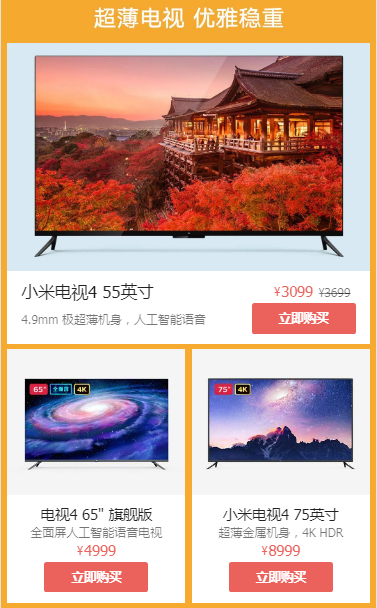 超薄电视 优雅稳重
小米电视4 55英寸
¥3099 ¥3699
4.9mm 极超薄机身，人工智能语音
立即购买
65" 全面屏 4K
75" 4K
电视4 65" 旗舰版
全面屏人工智能语音电视
¥4999
立即购买
小米电视4 75英寸
超薄金属机身，4K HDR
¥8999
立即购买